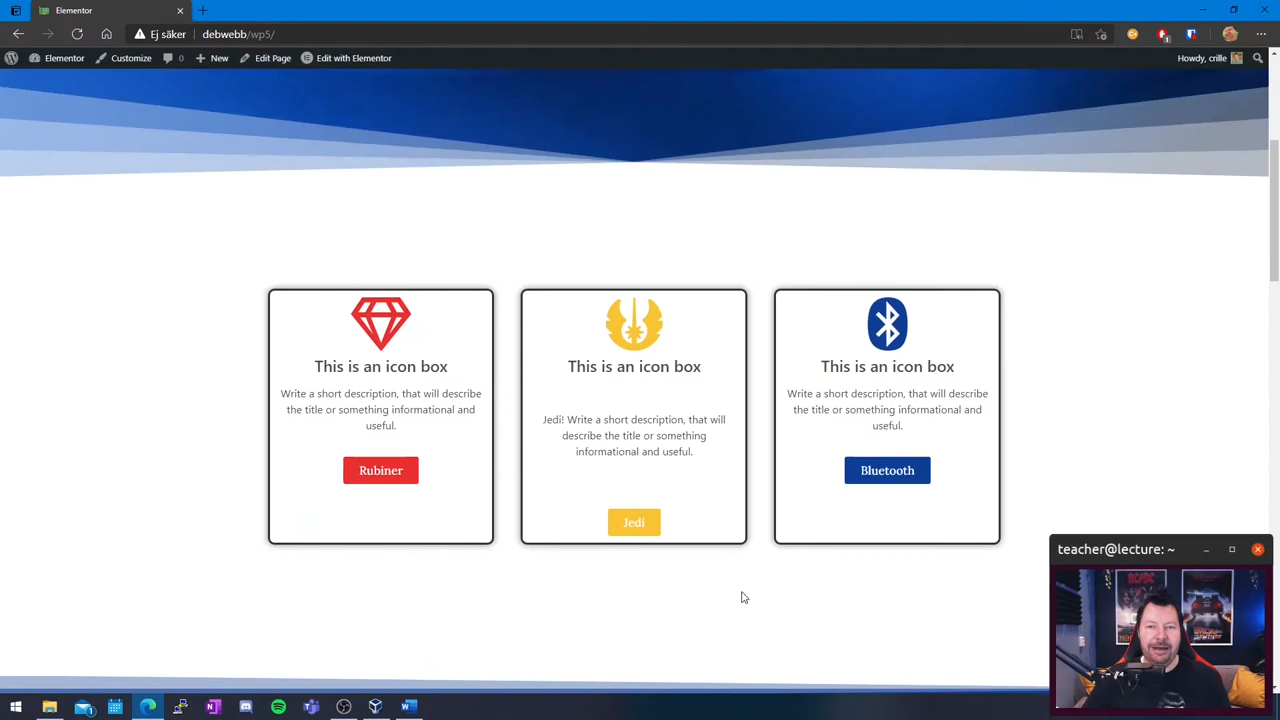 Elementor
Ej säker
debwebb/wp5/
1
Elementor
Customize
0
New
Edit Page
Edit with Elementor
Howdy, crille
This is an icon box
Write a short description, that will describe
the title or something informational and
useful.
Rubiner
This is an icon box
Jedi! Write a short description, that will
describe the title or something
informational and useful.
Jedi
This is an icon box
Write a short description, that will describe
the title or something informational and
useful.
Bluetooth
teacher@lecture: ~